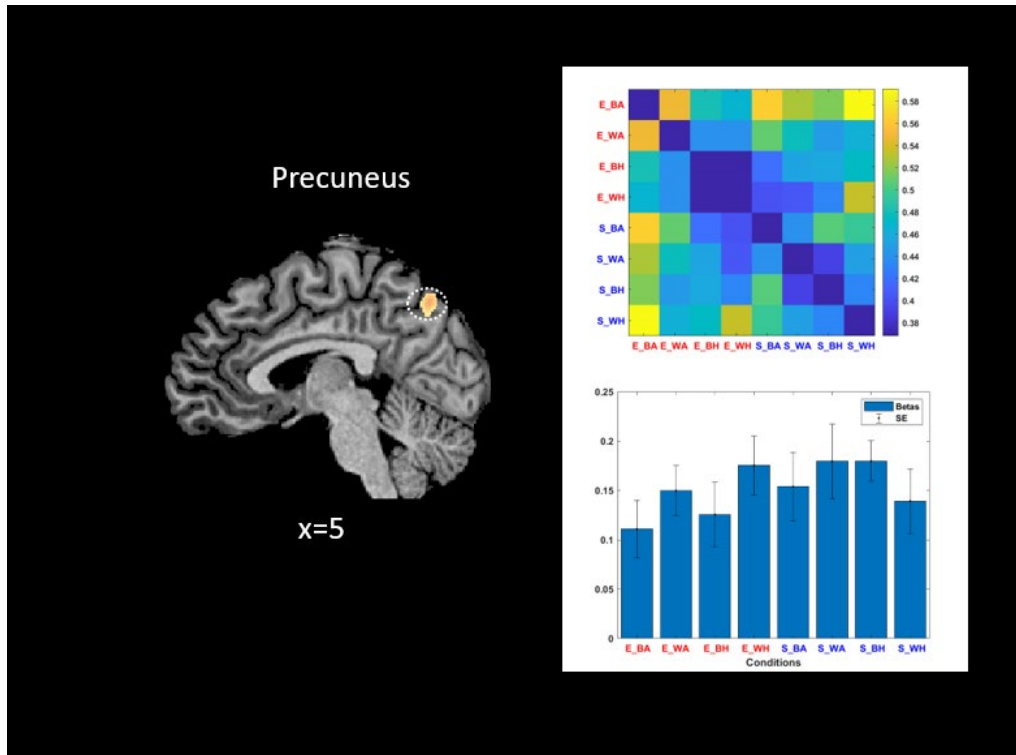 Precuneus
x=5
E_BA
E_WA
E_BH
E_WH
S_BA
S_WA
S_BH
S_WH
E_BA E_WA E_BH E_WH S_BA S_WA S_BH S_WH
0.58
0.56
0.54
0.52
0.5
0.48
0.46
0.44
0.42
0.4
0.38
0.25
0.2
0.15
0.1
0.05
0
Betas
SE
E_BA E_WA E_BH E_WH S_BA S_WA S_BH S_WH
Conditions